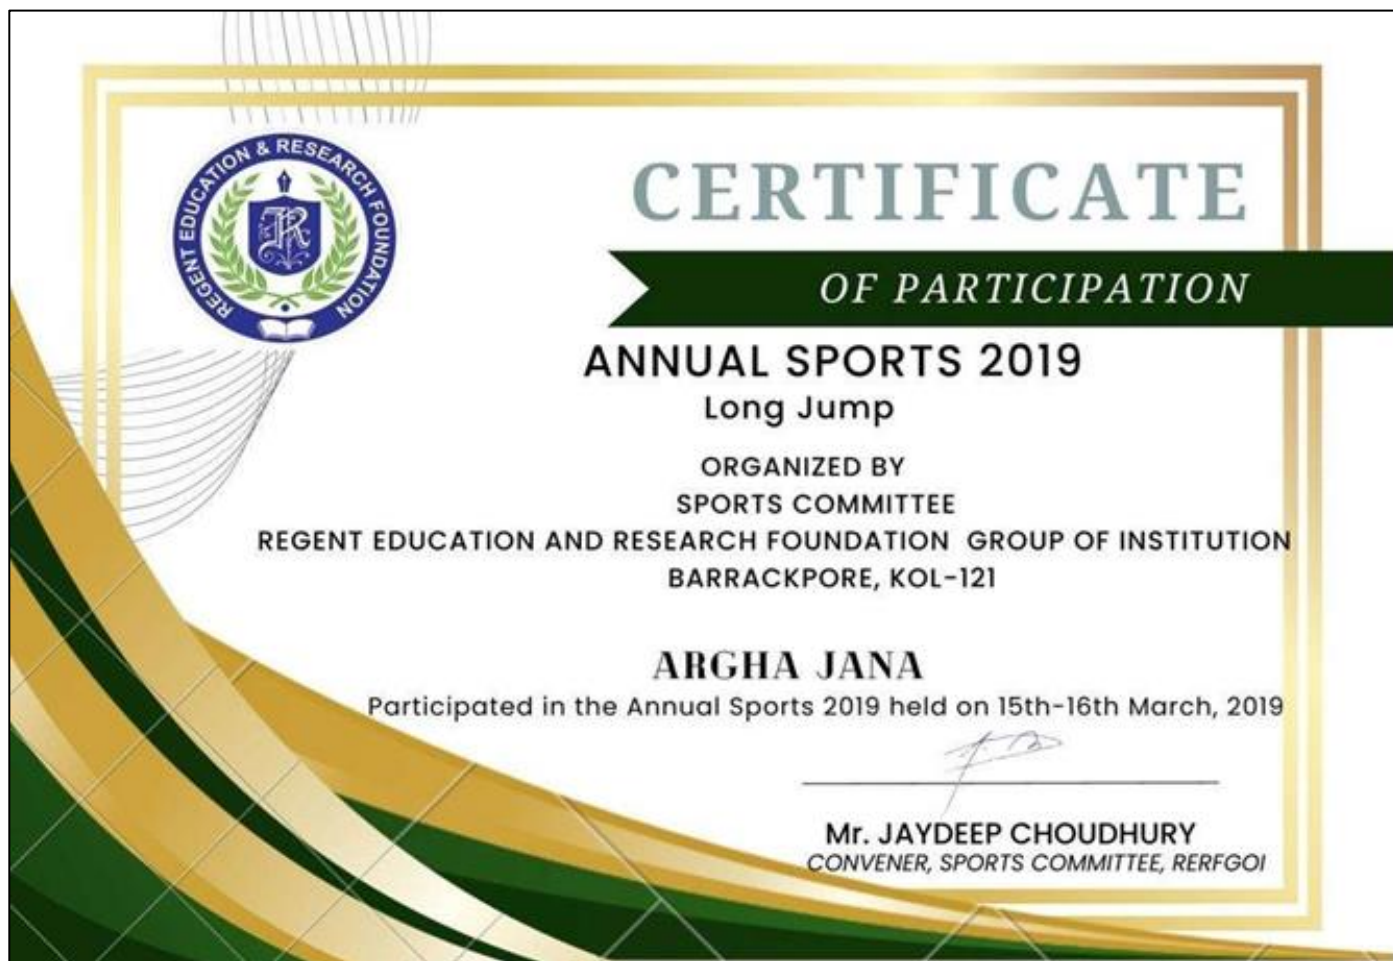 REGENT EDUCATION & RESEARCH FOUNDATION
R
CERTIFICATE
OF PARTICIPATION
ANNUAL SPORTS 2019
Long Jump
ORGANIZED BY
SPORTS COMMITTEE
REGENT EDUCATION AND RESEARCH FOUNDATION GROUP OF INSTITUTION
BARRACKPORE, KOL-121
ARGHA JANA
Participated in the Annual Sports 2019 held on 15th-16th March, 2019
Mr. JAYDEEP CHOUDHURY
CONVENER, SPORTS COMMITTEE, RERFGOI